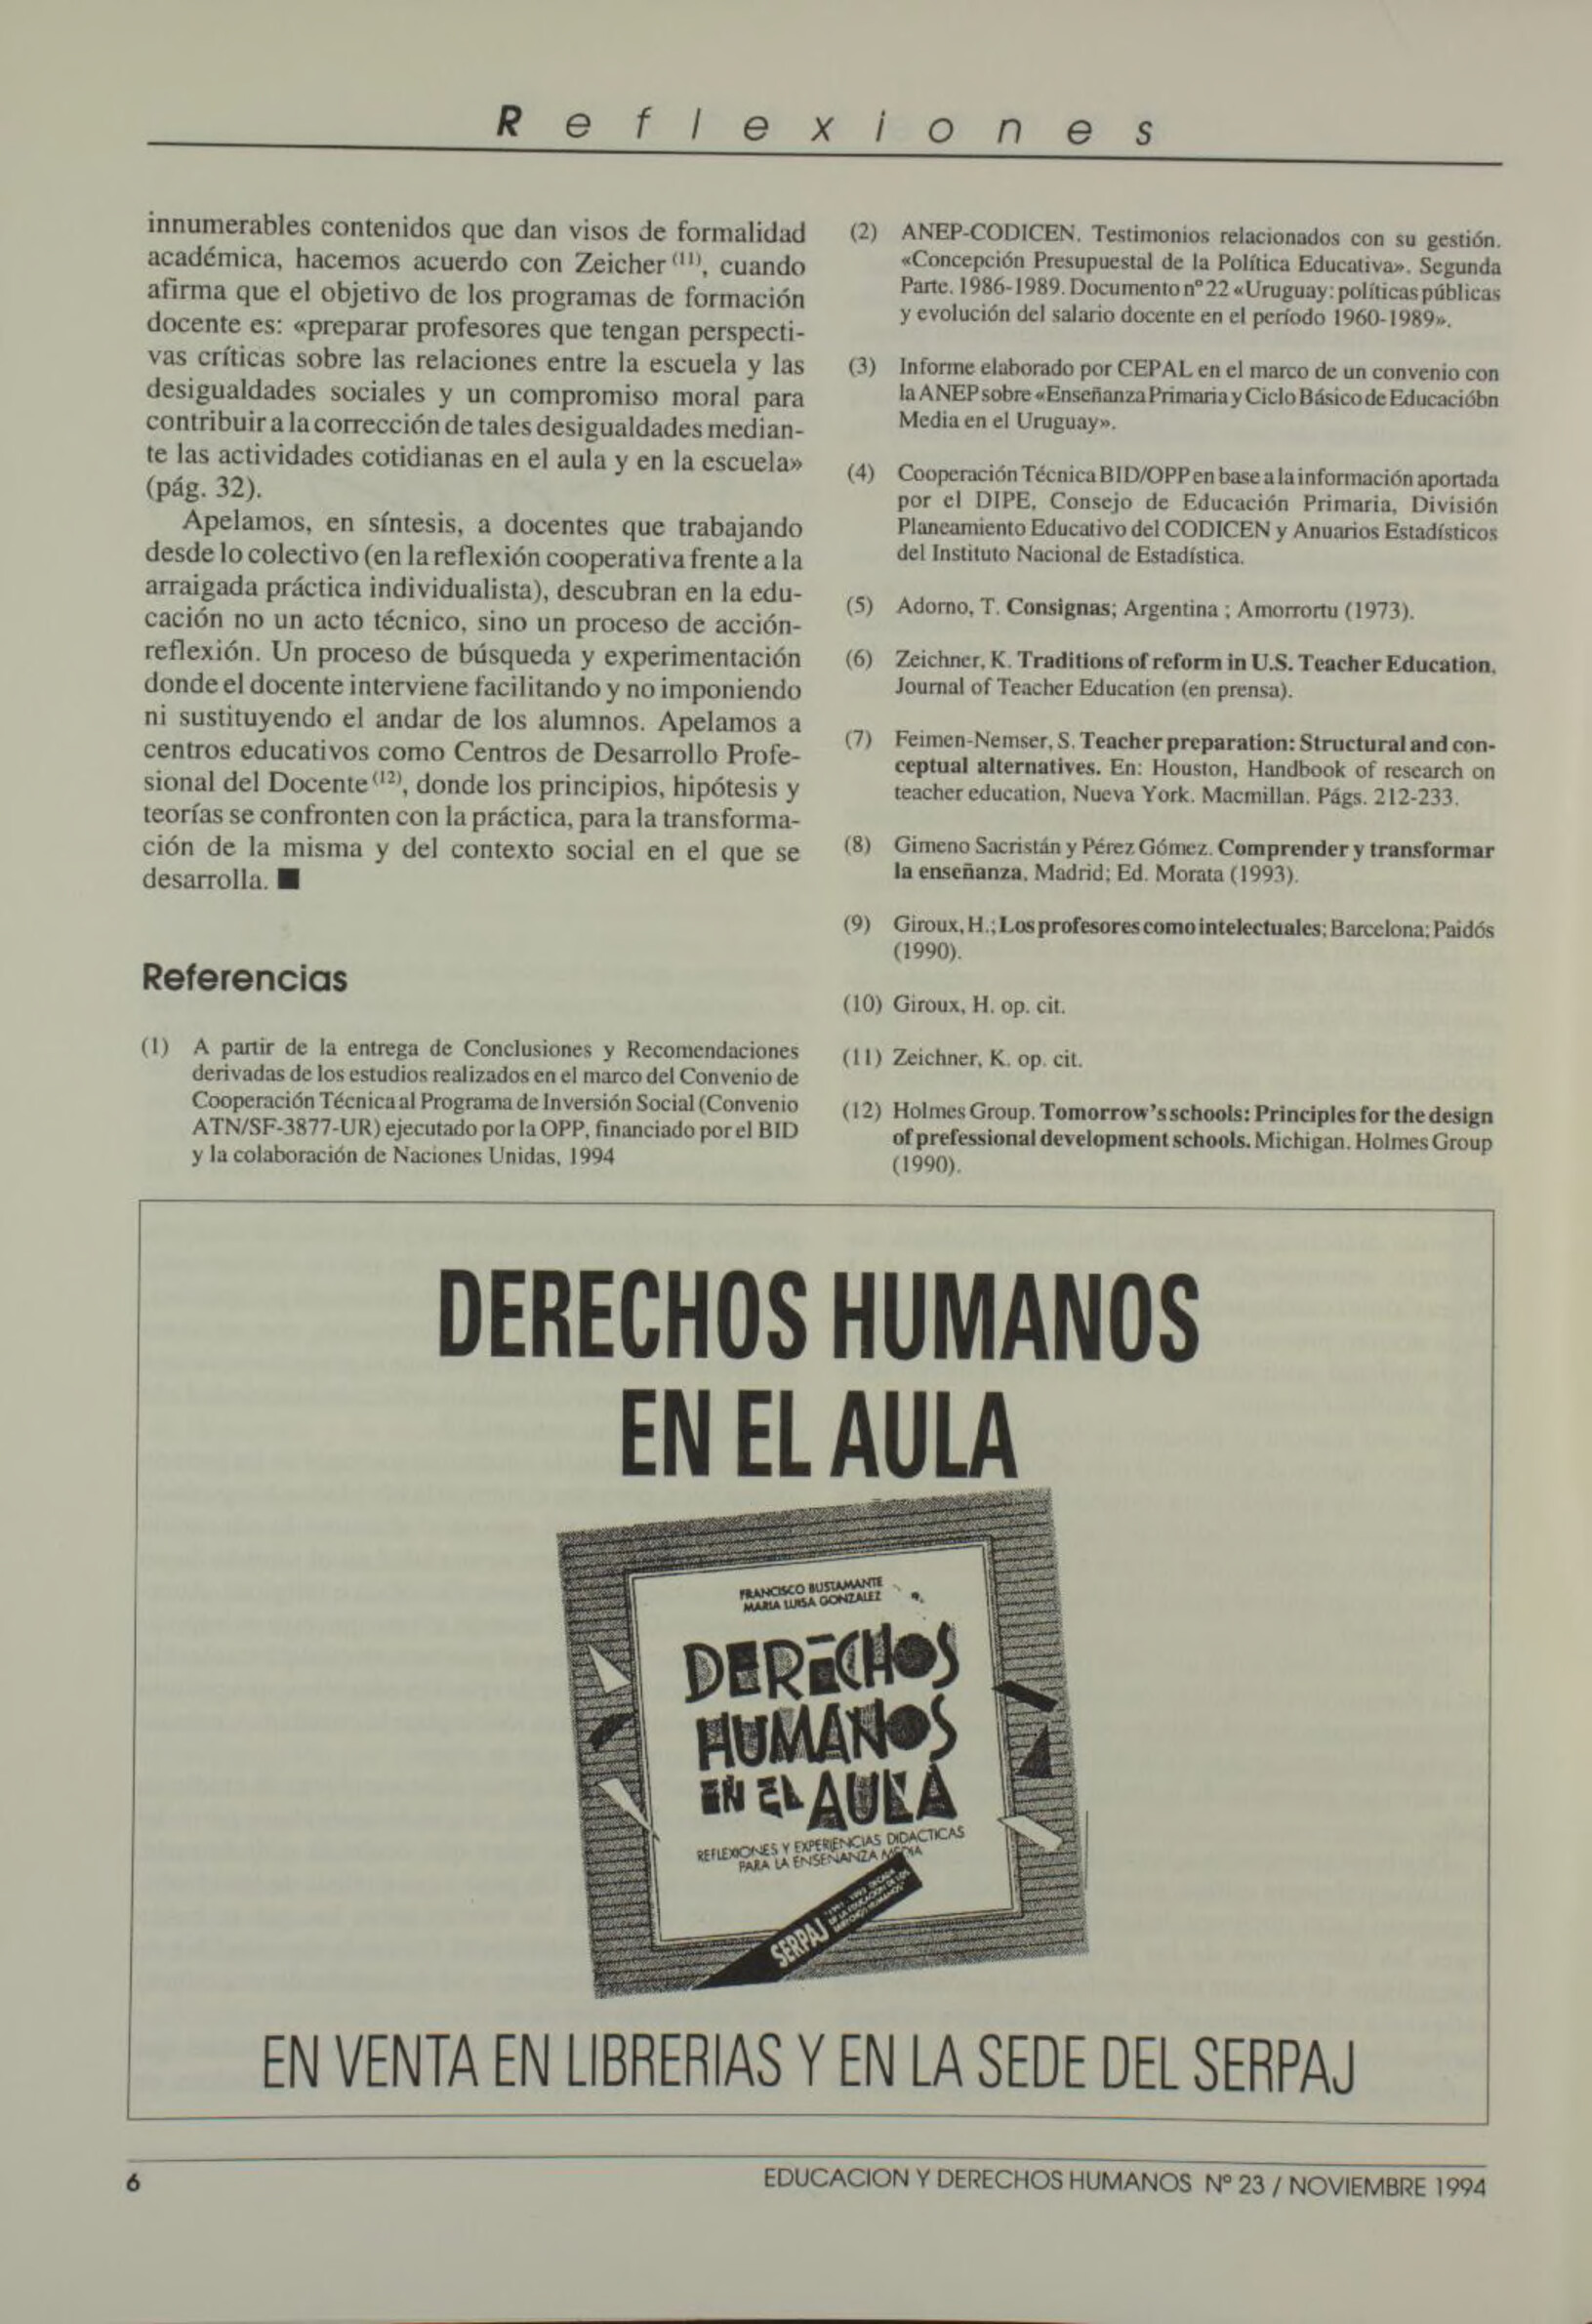 Reflexiones
innumerables contenidos que dan visos de formalidad
académica, hacemos acuerdo con Zeicher (11), cuando
afirma que el objetivo de los programas de formación
docente es: «preparar profesores que tengan perspecti-
vas críticas sobre las relaciones entre la escuela y las
desigualdades sociales y un compromiso moral para
contribuir a la corrección de tales desigualdades median-
te las actividades cotidianas en el aula y en la escuela»
(pág. 32).
Apelamos, en síntesis, a docentes que trabajando
desde lo colectivo (en la reflexión cooperativa frente a la
arraigada práctica individualista), descubran en la edu-
cación no un acto técnico, sino un proceso de acción-
reflexión. Un proceso de búsqueda y experimentación
donde el docente interviene facilitando y no imponiendo
ni sustituyendo el andar de los alumnos. Apelamos a
centros educativos como Centros de Desarrollo Profe-
sional del Docente (12), donde los principios, hipótesis y
teorías se confronten con la práctica, para la transforma-
ción de la misma y del contexto social en el que se
desarrolla. ■
Referencias
(1) A partir de la entrega de Conclusiones y Recomendaciones
derivadas de los estudios realizados en el marco del Convenio de
Cooperación Técnica al Programa de Inversión Social (Convenio
ATN/SF-3877-UR) ejecutado por la OPP, financiado por el BID
y la colaboración de Naciones Unidas, 1994
(2) ANEP-CODICEN. Testimonios relacionados con su gestión.
«Concepción Presupuestal de la Política Educativa». Segunda
Parte. 1986-1989. Documento nº 22 «Uruguay: políticas públicas
y evolución del salario docente en el período 1960-1989».
(3) Informe elaborado por CEPAL en el marco de un convenio con
la ANEP sobre «Enseñanza Primaria y Ciclo Básico de Educacióbn
Media en el Uruguay».
(4) Cooperación Técnica BID/OPP en base a la información aportada
por el DIPE, Consejo de Educación Primaria, División
Planeamiento Educativo del CODICEN y Anuarios Estadísticos
del Instituto Nacional de Estadística.
(5) Adorno, T. Consignas; Argentina ; Amorrortu (1973).
(6) Zeichner, K. Traditions of reform in U.S. Teacher Education.
Journal of Teacher Education (en prensa).
(7) Feimen-Nemser, S. Teacher preparation: Structural and con-
ceptual alternatives. En: Houston, Handbook of research on
teacher education, Nueva York. Macmillan. Págs. 212-233.
(8) Gimeno Sacristán y Pérez Gómez. Comprender y transformar
la enseñanza, Madrid; Ed. Morata (1993).
(9) Giroux, H.; Los profesores como intelectuales; Barcelona; Paidós
(1990).
(10) Giroux, H. op. cit.
(11) Zeichner, K. op. cit.
(12) Holmes Group. Tomorrow's schools: Principles for the design
of prefessional development schools. Michigan. Holmes Group
(1990).
DERECHOS HUMANOS
EN EL AULA
FRANCISCO BUSTAMANTE
MARIA LUISA GONZALEZ
DERECHOS
HUMANOS
EN EL AULA
REFLEXIONES Y EXPERIENCIAS DIDACTICAS
PARA LA ENSEÑANZA MEDIA
SERPAJ
EN VENTA EN LIBRERIAS Y EN LA SEDE DEL SERPAJ
6
EDUCACION Y DERECHOS HUMANOS Nº 23 / NOVIEMBRE 1994